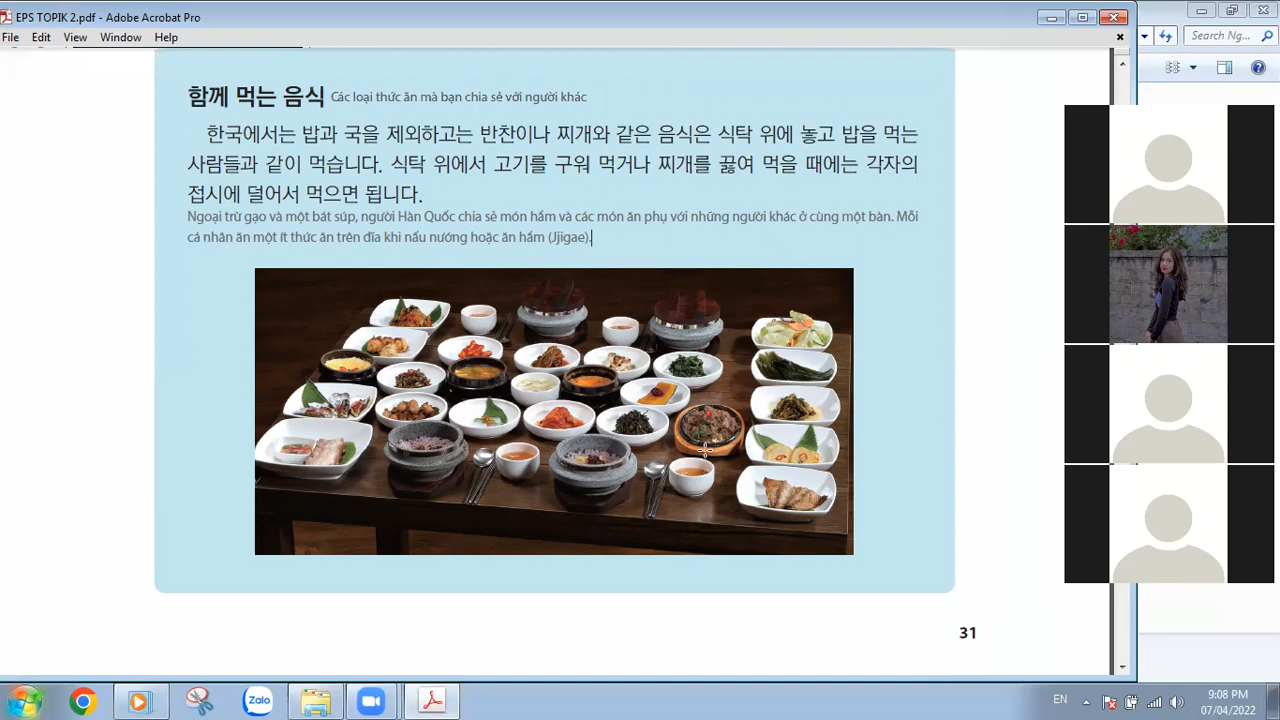 EPS TOPIK 2.pdf - Adobe Acrobat Pro
File Edit View Window Help
Search Ng...
함께 먹는 음식 Các loại thức ăn mà bạn chia sẻ với người khác
한국에서는 밥과 국을 제외하고는 반찬이나 찌개와 같은 음식은 식탁 위에 놓고 밥을 먹는
사람들과 같이 먹습니다. 식탁 위에서 고기를 구워 먹거나 찌개를 끓여 먹을 때에는 각자의
접시에 덜어서 먹으면 됩니다.
Ngoại trừ gạo và một bát súp, người Hàn Quốc chia sẻ món hầm và các món ăn phụ với những người khác ở cùng một bàn. Mỗi
cá nhân ăn một ít thức ăn trên đĩa khi nấu nướng hoặc ăn hầm (Jjigae).
31
Zalo
EN
9:08 PM
07/04/2022